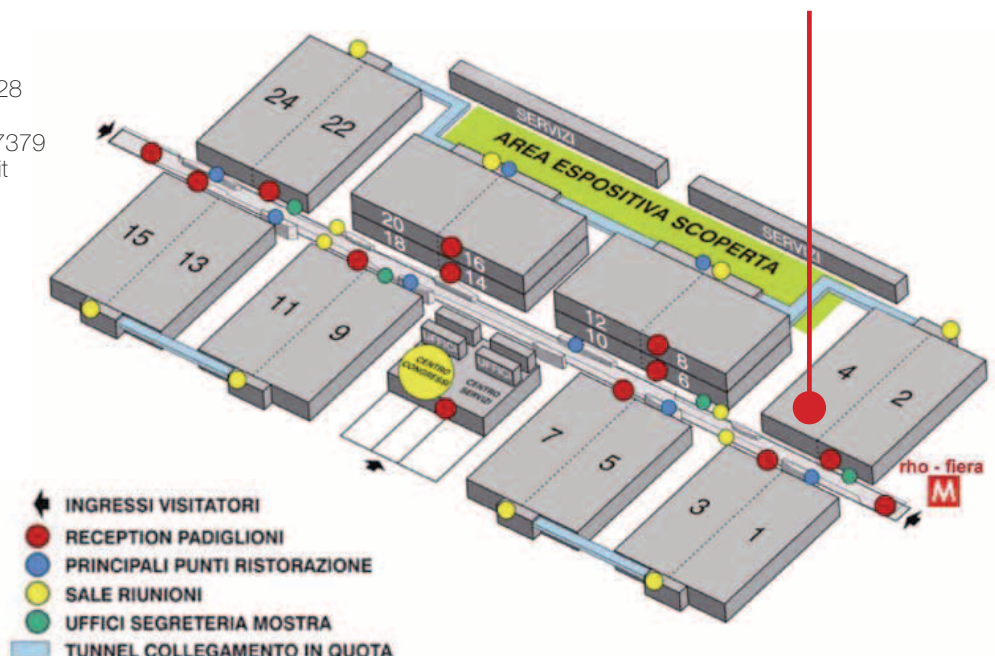 28
7379
it
24
22
SERVIZI
AREA ESPOSITIVA SCOPERTA
SERVIZI
20
18
16
14
12
10
8
6
4
2
15
13
11
9
UFFICI
UFFICI
CENTRO
CONGRESSI
CENTRO
SERVIZI
7
5
3
1
rho - fiera
M
INGRESSI VISITATORI
RECEPTION PADIGLIONI
PRINCIPALI PUNTI RISTORAZIONE
SALE RIUNIONI
UFFICI SEGRETERIA MOSTRA
TUNNEL COLLEGAMENTO IN QUOTA